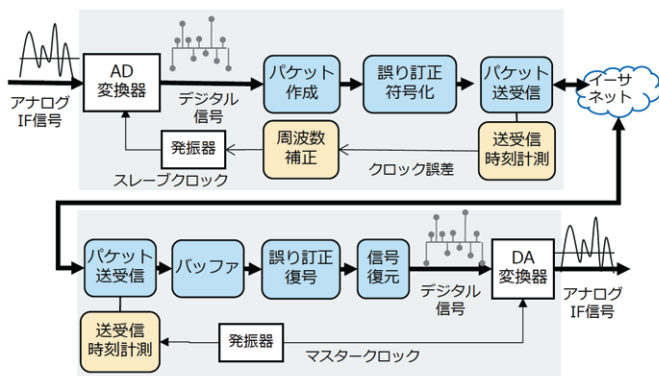 アナログ
IF信号
AD
変換器
デジタル
信号
パケット
作成
誤り訂正
符号化
パケット
送受信
イーサ
ネット
発振器
スレーブクロック
周波数
補正
クロック誤差
送受信
時刻計測
パケット
送受信
バッファ
誤り訂正
復号
信号
復元
デジタル
信号
DA
変換器
アナログ
IF信号
送受信
時刻計測
発振器
マスタークロック